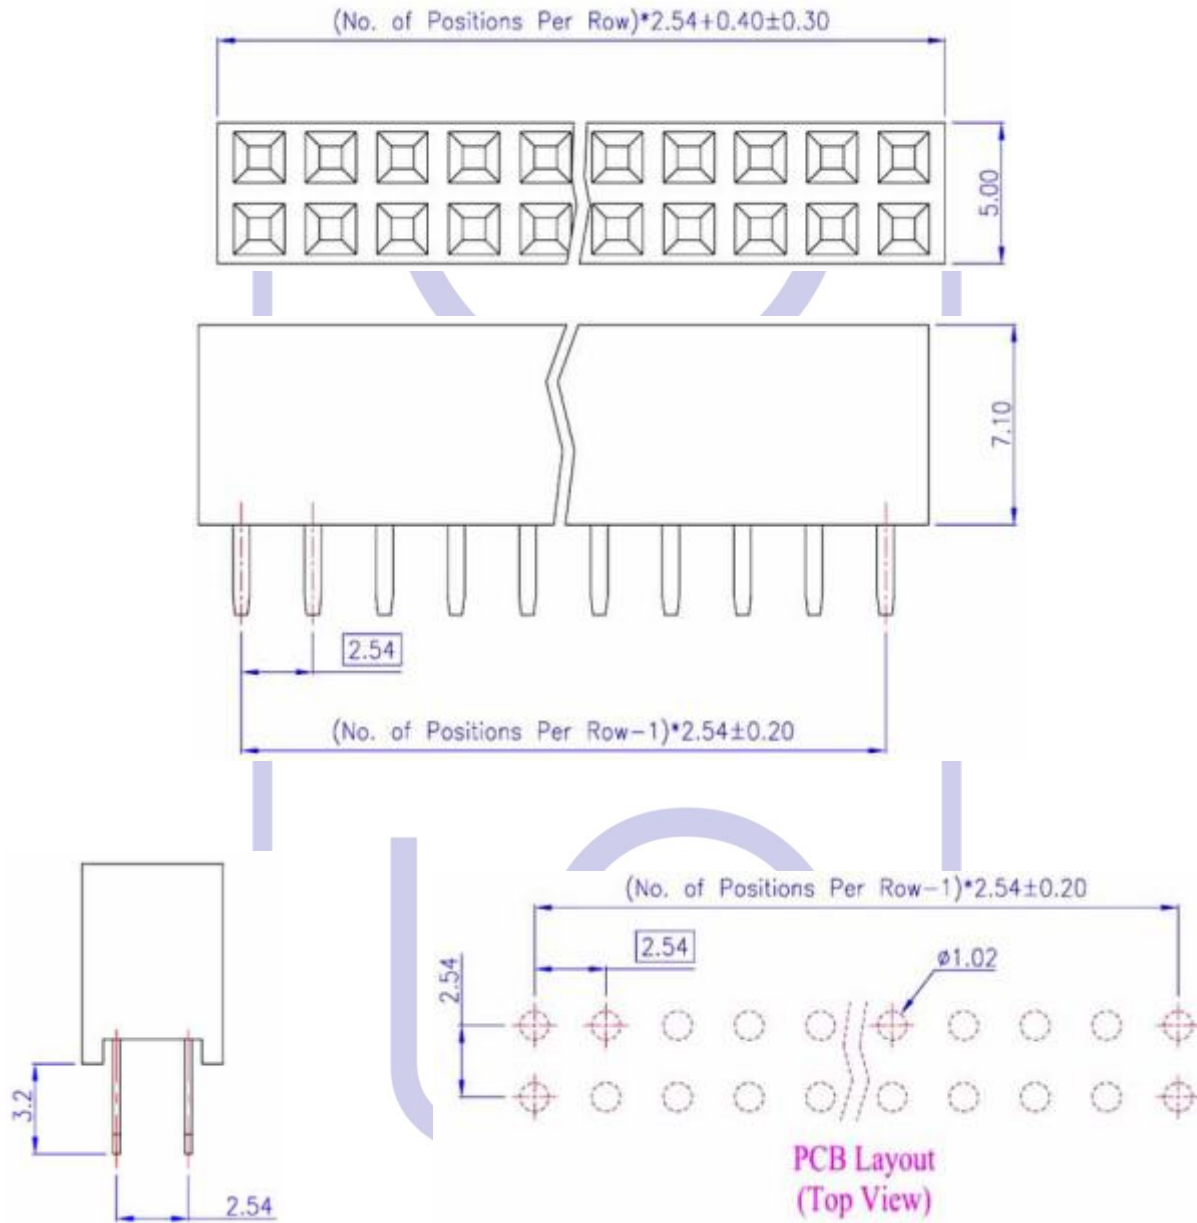 (No. of Positions Per Row)*2.54+0.40±0.30
5.00
7.10
2.54
(No. of Positions Per Row-1)*2.54±0.20
(No. of Positions Per Row-1)*2.54±0.20
2.54
2.54
ø1.02
3.2
2.54
PCB Layout
(Top View)